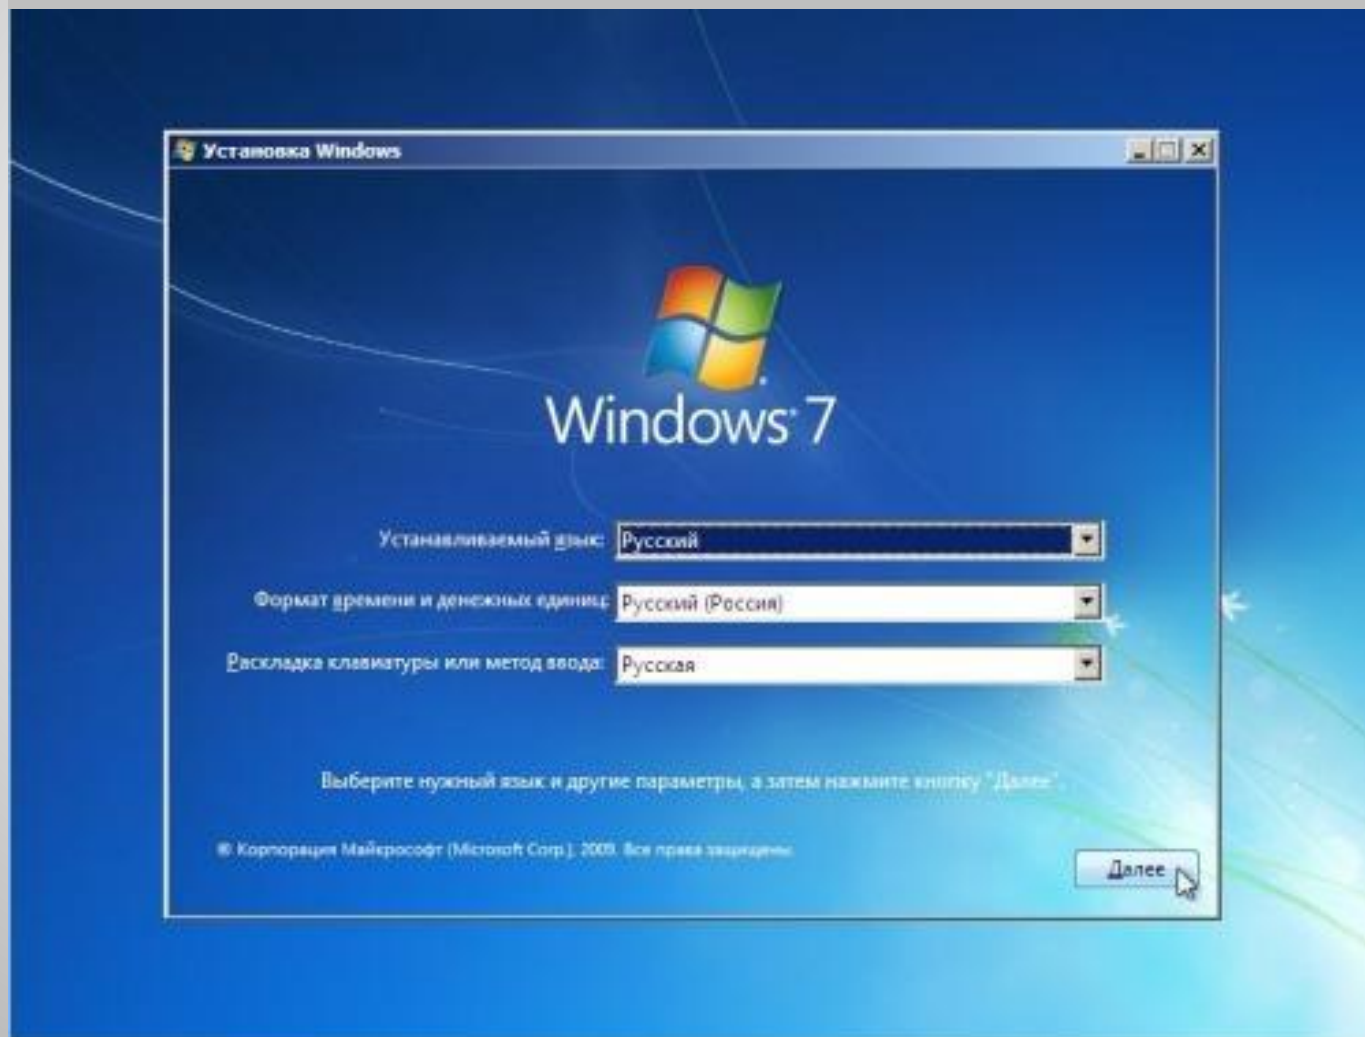 Установка Windows
Windows 7
Устанавливаемый язык: Русский
Формат времени и денежных единиц: Русский (Россия)
Раскладка клавиатуры или метод ввода: Русская
Выберите нужный язык и другие параметры, а затем нажмите кнопку "Далее".
© Корпорация Майкрософт (Microsoft Corp.), 2009. Все права защищены.
Далее